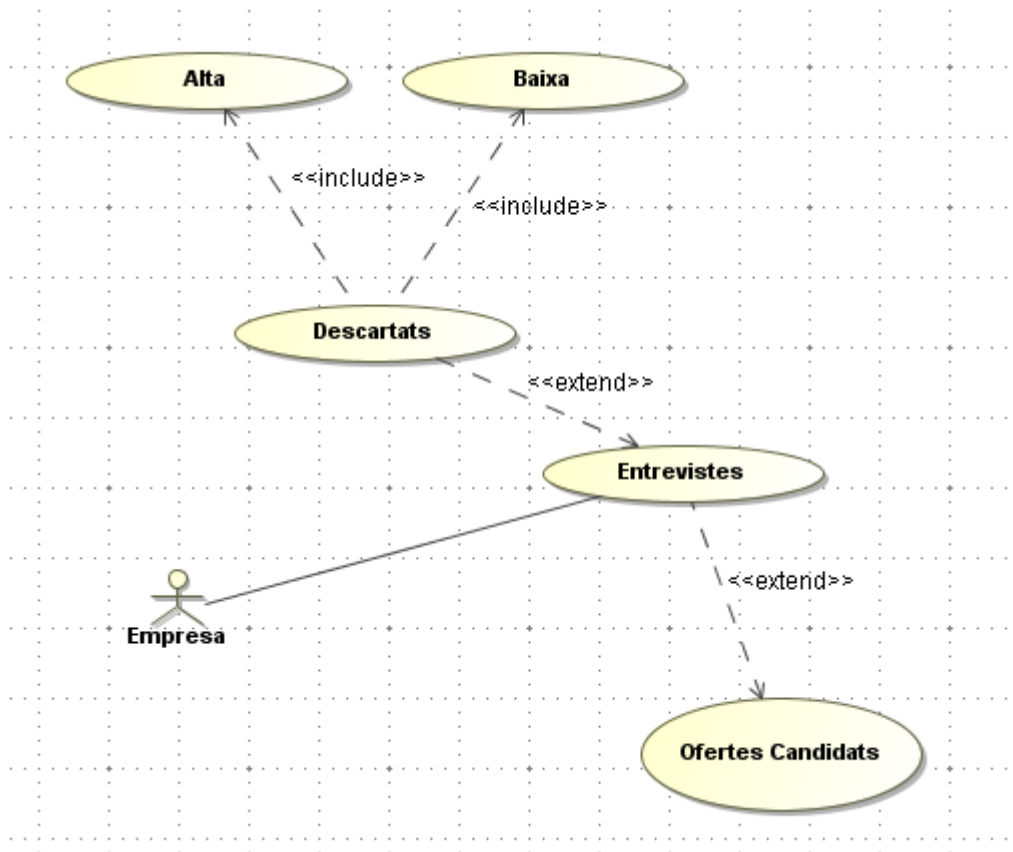 Alta
Baixa
<<include>>
<<include>>
Descartats
<<extend>>
Entrevistes
<<extend>>
Empresa
Ofertes Candidats